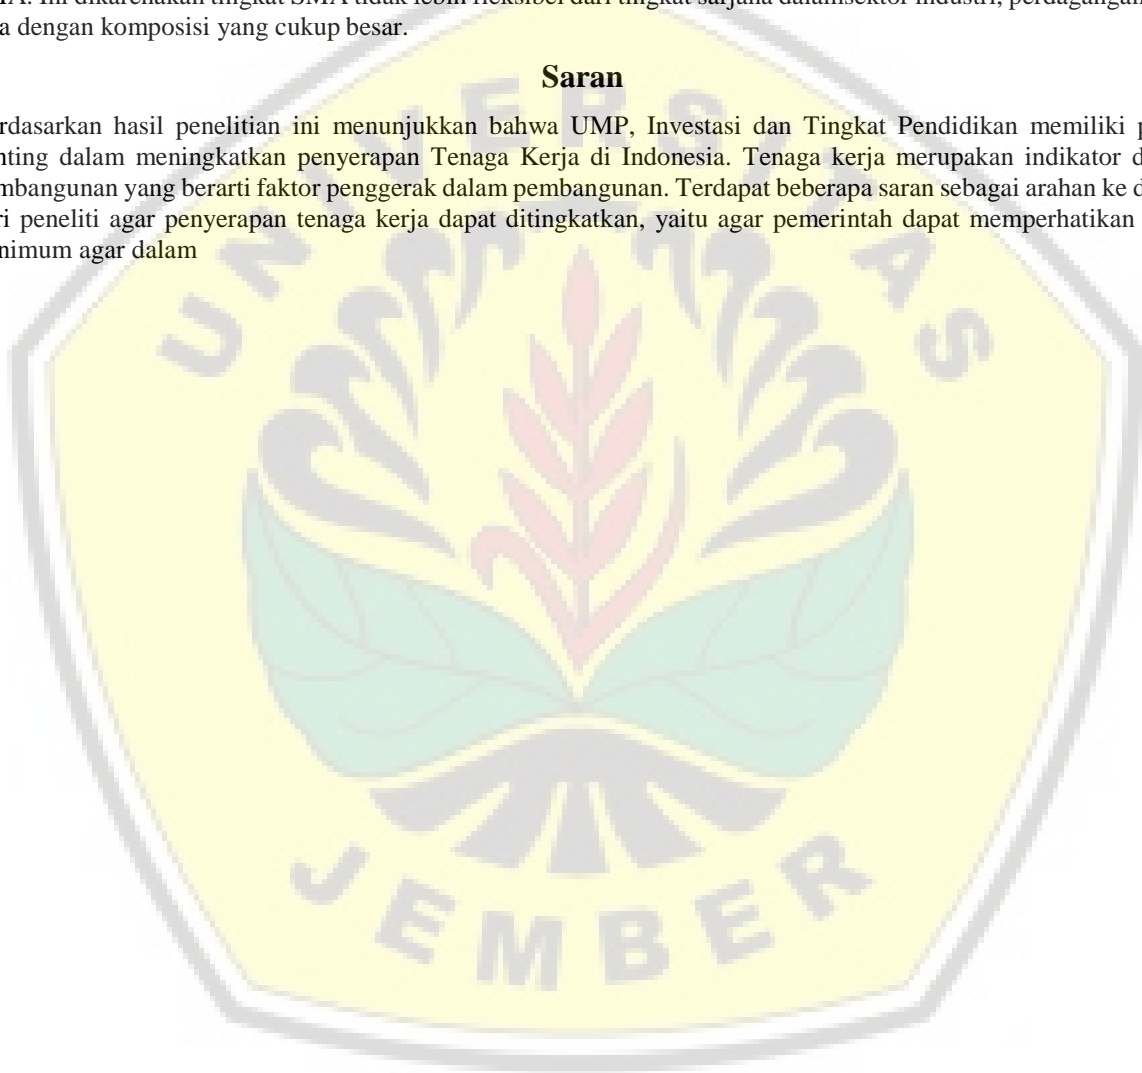 MA. Ini dikarenakan tingkat SMA tidak lebih fleksibel dari tingkat sarjana dalamsektor industri, perdagangan
a dengan komposisi yang cukup besar.
Saran
rdasarkan hasil penelitian ini menunjukkan bahwa UMP, Investasi dan Tingkat Pendidikan memiliki p
nting dalam meningkatkan penyerapan Tenaga Kerja di Indonesia. Tenaga kerja merupakan indikator d
mbangunan yang berarti faktor penggerak dalam pembangunan. Terdapat beberapa saran sebagai arahan ke d
ri peneliti agar penyerapan tenaga kerja dapat ditingkatkan, yaitu agar pemerintah dapat memperhatikan
nimum agar dalam
UNIVERSITAS
JEMBER